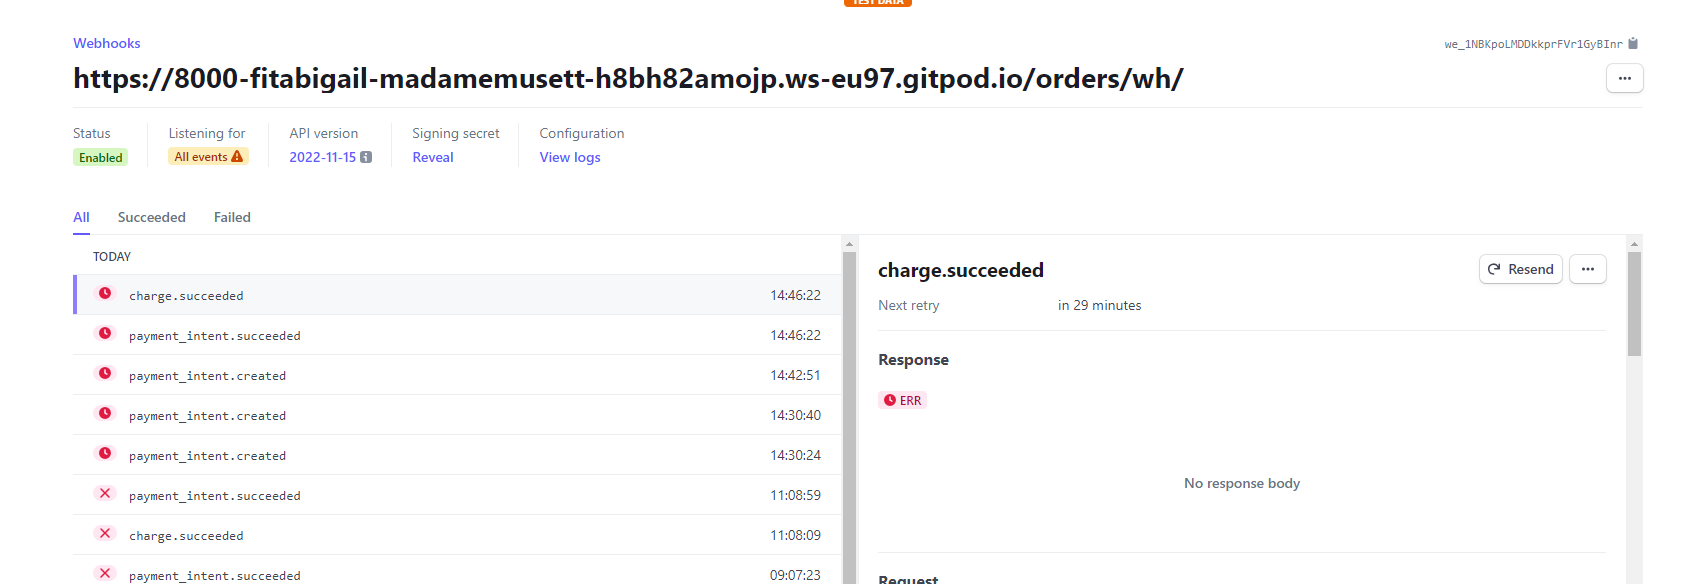 TEST DATA
Webhooks
we_1NBKpoLMDDkkprFVr1GyBInr
https://8000-fitabigail-madamemusett-h8bh82amojp.ws-eu97.gitpod.io/orders/wh/
Status
Listening for
API version
Signing secret
Configuration
Enabled
All events
2022-11-15
Reveal
View logs
All Succeeded Failed
TODAY
charge.succeeded 14:46:22
payment_intent.succeeded 14:46:22
payment_intent.created 14:42:51
payment_intent.created 14:30:40
payment_intent.created 14:30:24
payment_intent.succeeded 11:08:59
charge.succeeded 11:08:09
payment_intent.succeeded 09:07:23
charge.succeeded
Resend
Next retry in 29 minutes
Response
ERR
No response body
Request